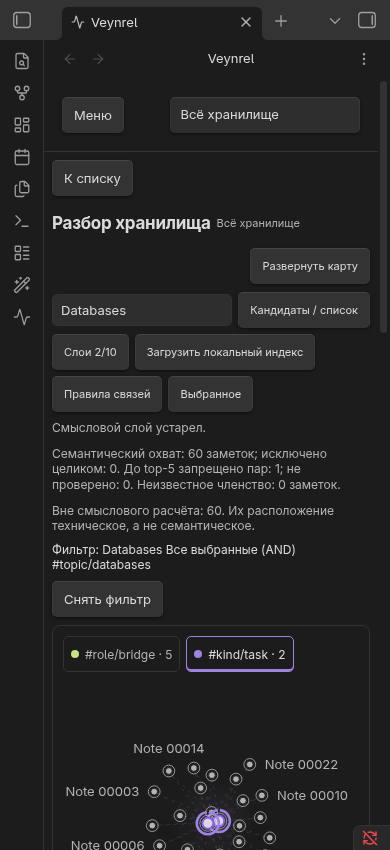 Veynrel
Veynrel
Меню
Всё хранилище
К списку
Разбор хранилища Всё хранилище
Развернуть карту
Databases
Кандидаты / список
Слои 2/10
Загрузить локальный индекс
Правила связей
Выбранное
Смысловой слой устарел.
Семантический охват: 60 заметок; исключено
целиком: 0. До top-5 запрещено пар: 1; не
проверено: 0. Неизвестное членство: 0 заметок.
Вне смыслового расчёта: 60. Их расположение
техническое, а не семантическое.
Фильтр: Databases Все выбранные (AND)
#topic/databases
Снять фильтр
#role/bridge · 5
#kind/task · 2
Note 00014
Note 00022
Note 00003
Note 00010
Note 00006